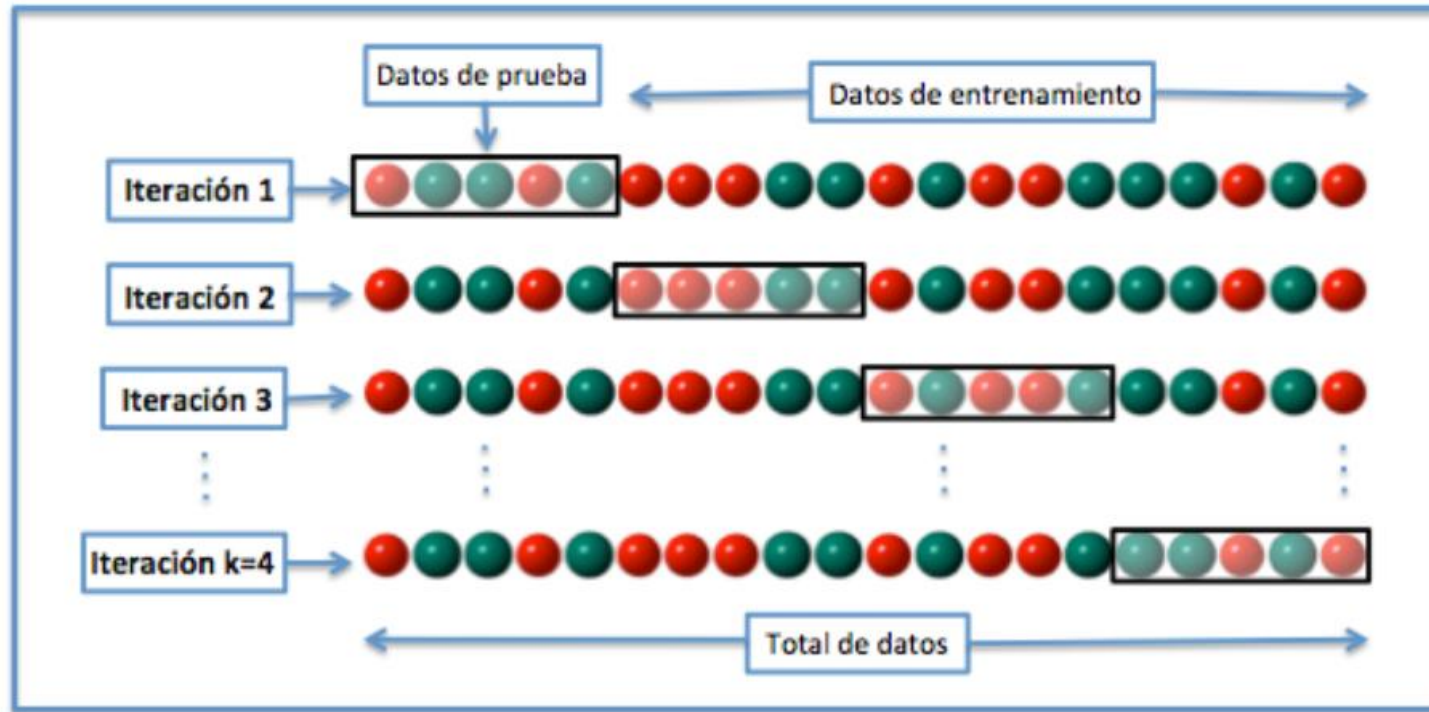 Datos de prueba
Datos de entrenamiento
Iteración 1
Iteración 2
Iteración 3
Iteración k=4
Total de datos